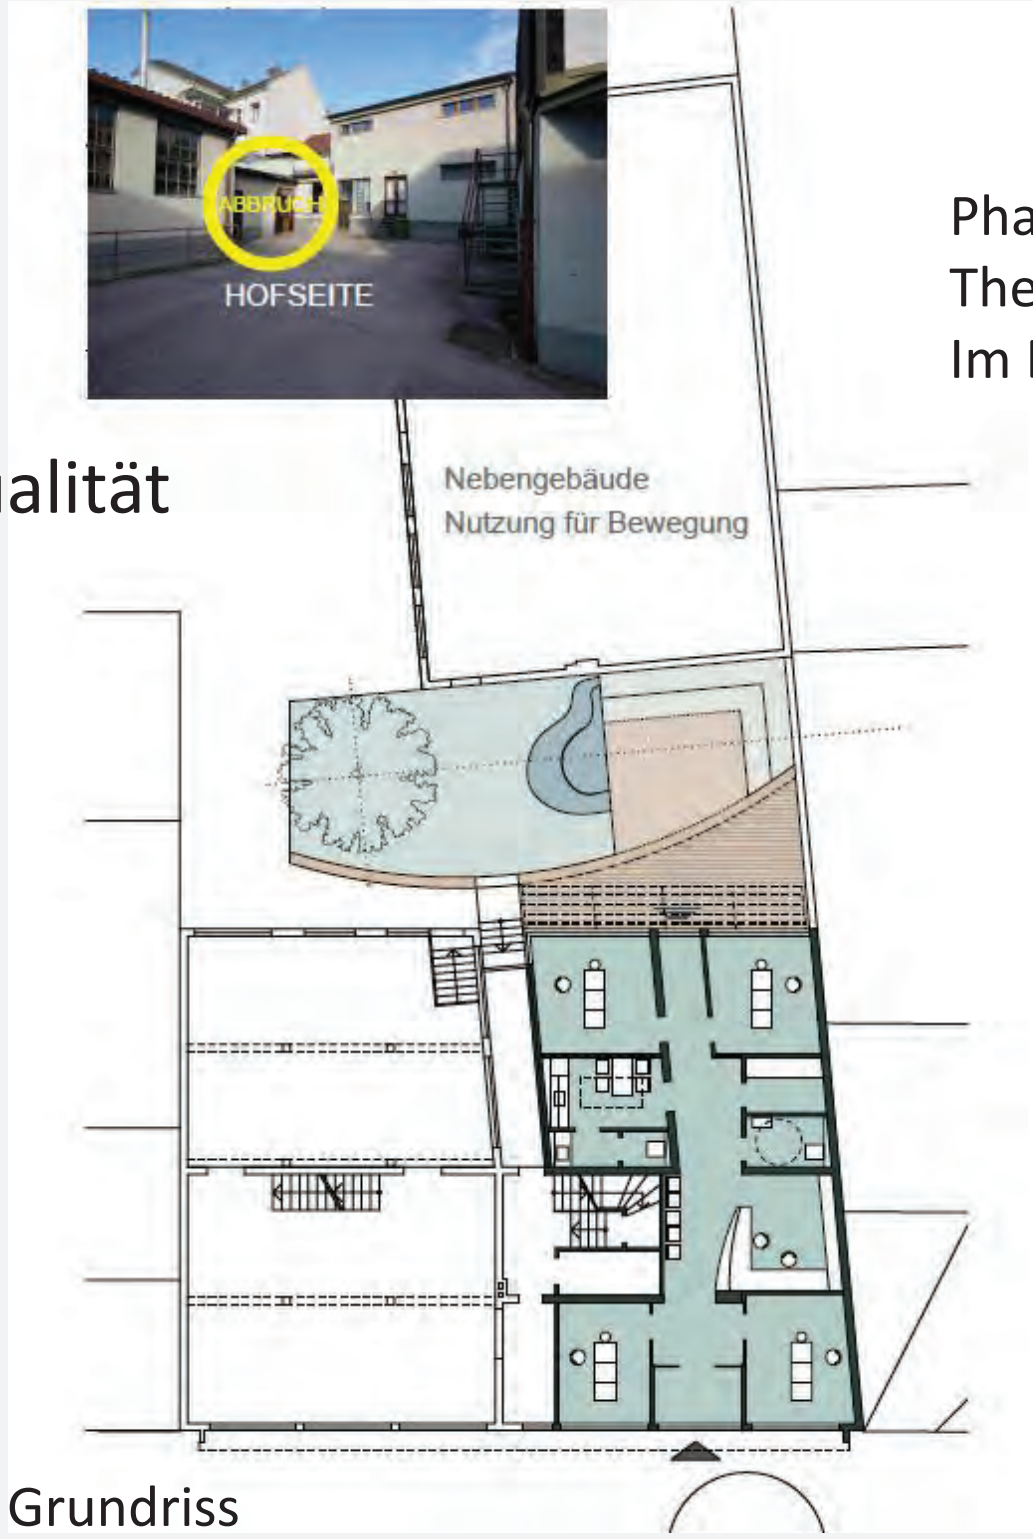 ABBRUCH
HOFSEITE
Pha
The
Im
alität
Nebengebäude
Nutzung für Bewegung
Grundriss